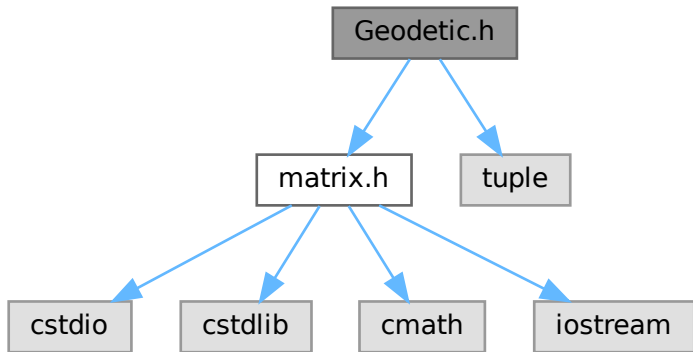 Geodetic.h
matrix.h
tuple
cstdio
cstdlib
cmath
iostream